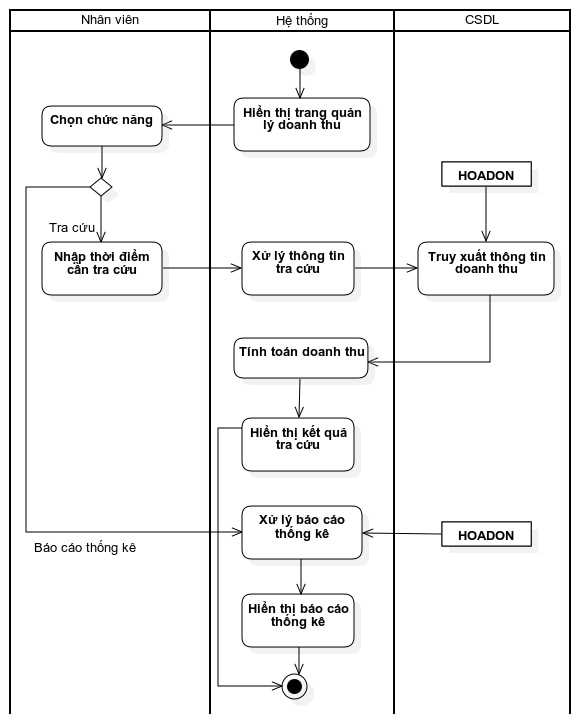 Nhân viên
Hệ thống
CSDL
Hiển thị trang quản
lý doanh thu
Chọn chức năng
HOADON
Tra cứu
Nhập thời điểm
cần tra cứu
Xử lý thông tin
tra cứu
Truy xuất thông tin
doanh thu
Tính toán doanh thu
Hiển thị kết quả
tra cứu
Xử lý báo cáo
thống kê
HOADON
Báo cáo thống kê
Hiển thị báo cáo
thống kê